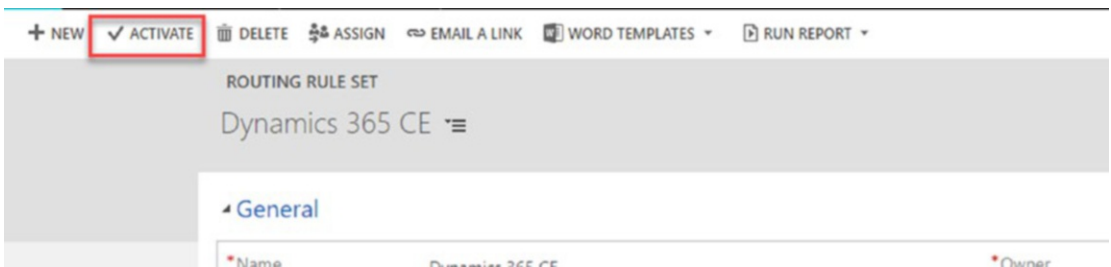 NEW ACTIVATE DELETE ASSIGN EMAIL A LINK WORD TEMPLATES RUN REPORT
ROUTING RULE SET
Dynamics 365 CE
General
*Name Dynamics 365 CE *Owner